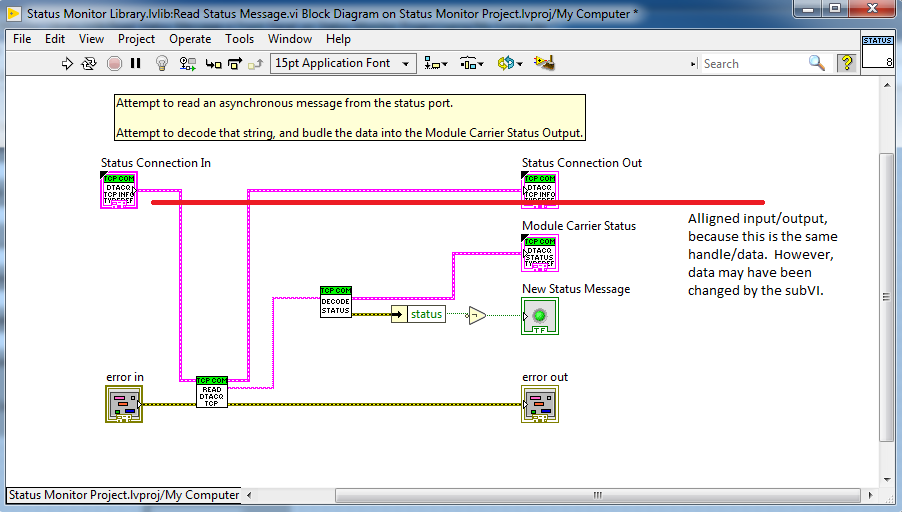 Status Monitor Library.lvlib:Read Status Message.vi Block Diagram on Status Monitor Project.lvproj/My Computer *
File Edit View Project Operate Tools Window Help
15pt Application Font
Search
?
STATUS
8
Attempt to read an asynchronous message from the status port.
Attempt to decode that string, and budle the data into the Module Carrier Status Output.
Status Connection In
TCP COM
DTACQ
TCP INFO
TYPEDEF
Status Connection Out
TCP COM
DTACQ
TCP INFO
TYPEDEF
Alligned input/output,
because this is the same
handle/data. However,
data may have been
changed by the subVI.
Module Carrier Status
TCP COM
DTACQ
STATUS
TYPEDEF
TCP COM
DECODE
STATUS
New Status Message
status
TF
error in
TCP COM
READ
DTACQ
TCP
error out
Status Monitor Project.lvproj/My Computer